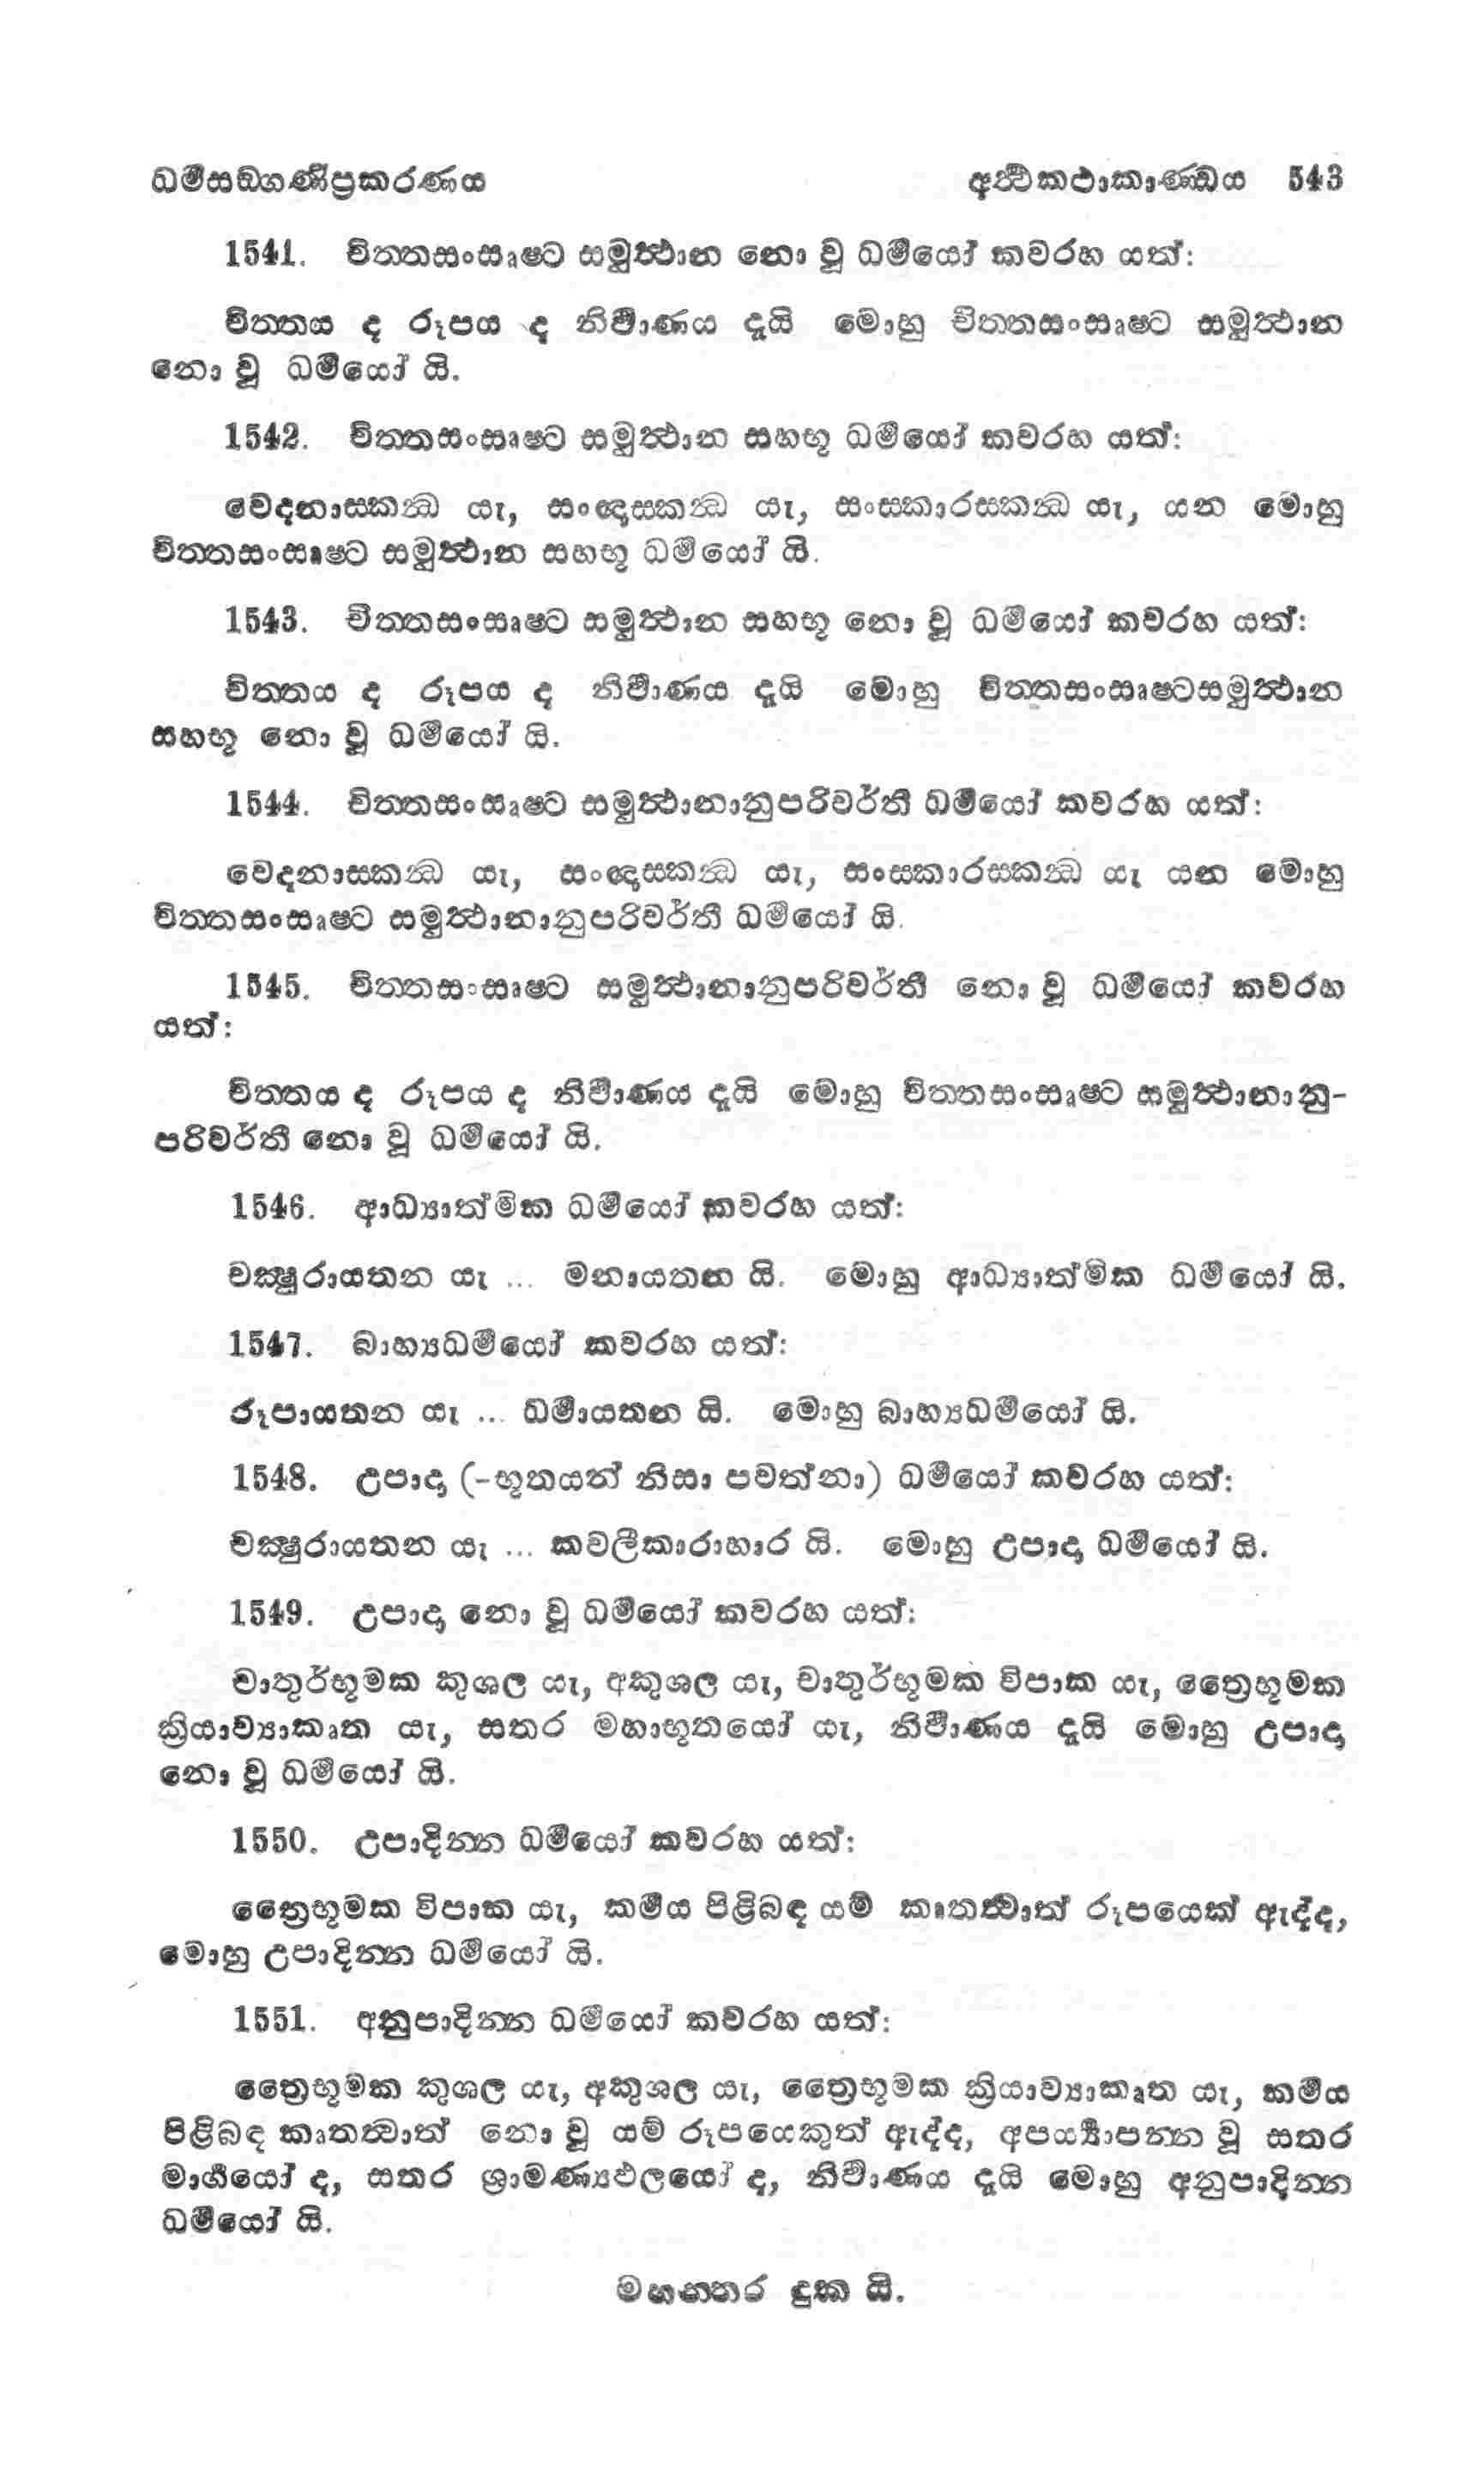 ධර්මසඞ්ගණීප්‍රකරණය අර්ත්ථකථාකාණ්ඩය 543
1541. චිත්තසංසෘෂ්ට සමුත්ථාන නො වූ ධර්මයෝ කවරහ යත්:
චිත්තය ද රූපය ද නිර්වාණය දැයි මොහු චිත්තසංසෘෂ්ට සමුත්ථාන
නො වූ ධර්මයෝ යි.
1542. චිත්තසංසෘෂ්ට සමුත්ථාන සහභූ ධර්මයෝ කවරහ යත්:
වේදනාස්කන්ධ යැ, සංඥාස්කන්ධ යැ, සංස්කාරස්කන්ධ යැ, යන මොහු
චිත්තසංසෘෂ්ට සමුත්ථාන සහභූ ධර්මයෝ යි.
1543. චිත්තසංසෘෂ්ට සමුත්ථාන සහභූ නො වූ ධර්මයෝ කවරහ යත්:
චිත්තය ද රූපය ද නිර්වාණය දැයි මොහු චිත්තසංසෘෂ්ටසමුත්ථාන
සහභූ නො වූ ධර්මයෝ යි.
1544. චිත්තසංසෘෂ්ට සමුත්ථානානුපරිවර්තී ධර්මයෝ කවරහ යත්:
වේදනාස්කන්ධ යැ, සංඥාස්කන්ධ යැ, සංස්කාරස්කන්ධ යැ යන මොහු
චිත්තසංසෘෂ්ට සමුත්ථානානුපරිවර්තී ධර්මයෝ යි.
1545. චිත්තසංසෘෂ්ට සමුත්ථානානුපරිවර්තී නො වූ ධර්මයෝ කවරහ
යත්:
චිත්තය ද රූපය ද නිර්වාණය දැයි මොහු චිත්තසංසෘෂ්ට සමුත්ථානානු-
පරිවර්තී නො වූ ධර්මයෝ යි.
1546. ආධ්‍යාත්මික ධර්මයෝ කවරහ යත්:
චක්ෂුරායතන යැ ... මනායතන යි. මොහු ආධ්‍යාත්මික ධර්මයෝ යි.
1547. බාහ්‍යධර්මයෝ කවරහ යත්:
රූපායතන යැ ... ධර්මායතන යි. මොහු බාහ්‍යධර්මයෝ යි.
1548. උපාදා (-භූතයන් නිසා පවත්නා) ධර්මයෝ කවරහ යත්:
චක්ෂුරායතන යැ ... කවලීකාරාහාර යි. මොහු උපාදා ධර්මයෝ යි.
1549. උපාදා නො වූ ධර්මයෝ කවරහ යත්:
චාතුර්භූමක කුශල යැ, අකුශල යැ, චාතුර්භූමක විපාක යැ, ත්‍රෛභූමක
ක්‍රියාව්‍යාකෘත යැ, සතර මහාභූතයෝ යැ, නිර්වාණය දැයි මොහු උපාදා
නො වූ ධර්මයෝ යි.
1550. උපාදින්න ධර්මයෝ කවරහ යත්:
ත්‍රෛභූමක විපාක යැ, කර්මය පිළිබඳ යම් කෘතත්වාත් රූපයෙක් ඇද්ද,
මොහු උපාදින්න ධර්මයෝ යි.
1551. අනුපාදින්න ධර්මයෝ කවරහ යත්:
ත්‍රෛභූමක කුශල යැ, අකුශල යැ, ත්‍රෛභූමක ක්‍රියාව්‍යාකෘත යැ, කර්මය
පිළිබඳ කෘතත්වාත් නො වූ යම් රූපයෙකුත් ඇද්ද, අපර්ය්‍යාපන්න වූ සතර
මාර්ගයෝ ද, සතර ශ්‍රාමණ්‍යඵලයෝ ද, නිර්වාණය දැයි මොහු අනුපාදින්න
ධර්මයෝ යි.
මහන්තර දුක යි.